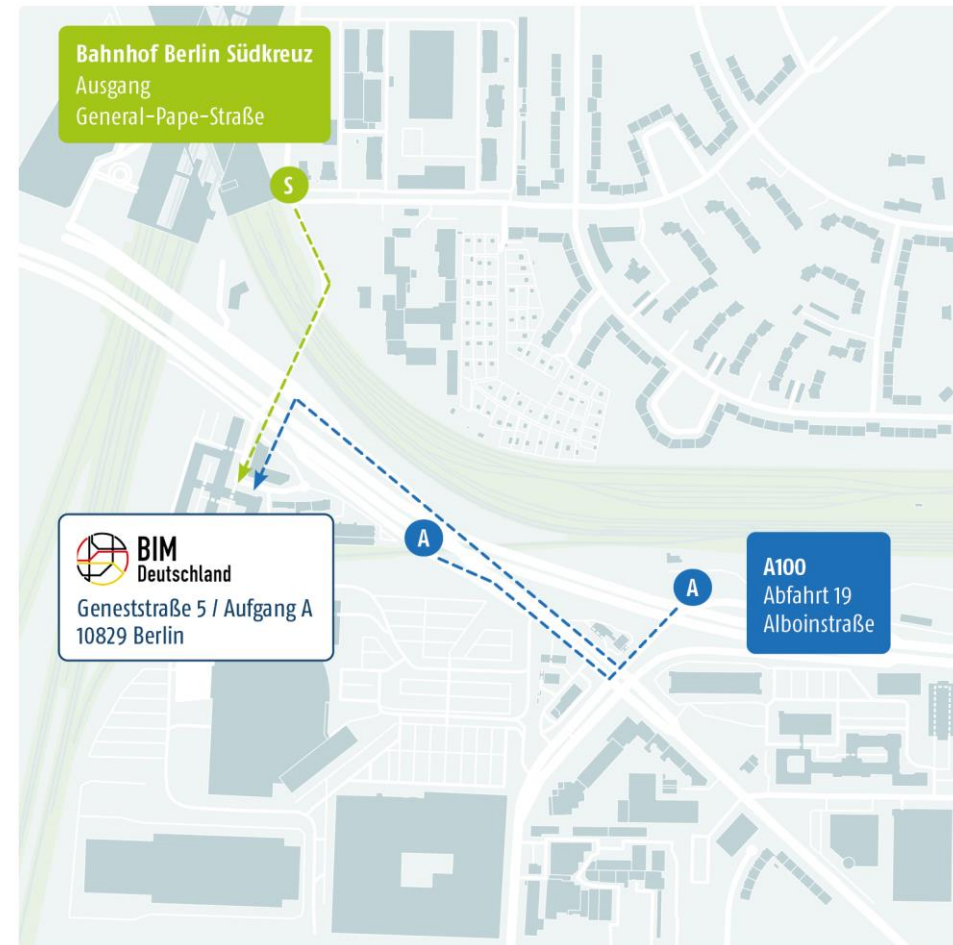 Bahnhof Berlin Südkreuz
Ausgang
General-Pape-Straße
S
A
A
BIM
Deutschland
Geneststraße 5 / Aufgang A
10829 Berlin
A100
Abfahrt 19
Alboinstraße